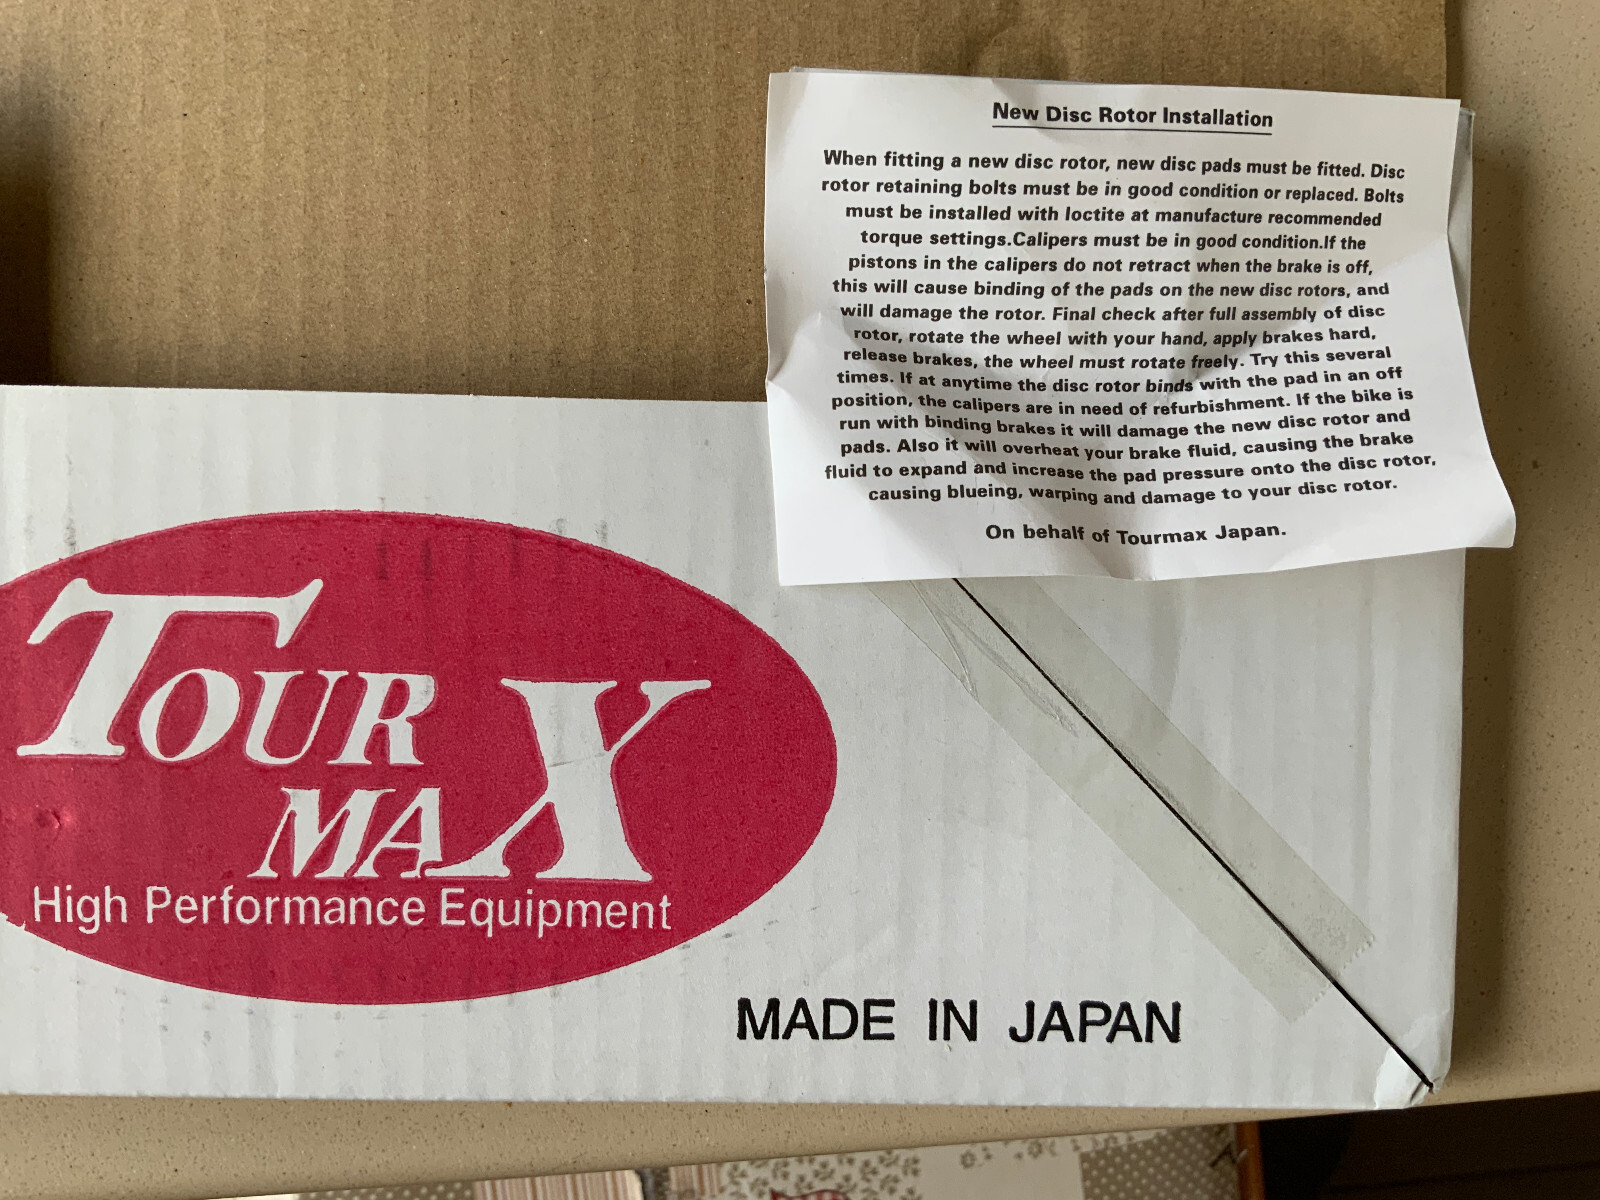 New Disc Rotor Installation
When fitting a new disc rotor, new disc pads must be fitted. Disc
rotor retaining bolts must be in good condition or replaced. Bolts
must be installed with loctite at manufacture recommended
torque settings.Calipers must be in good condition.If the
pistons in the calipers do not retract when the brake is off,
this will cause binding of the pads on the new disc rotors, and
will damage the rotor. Final check after full assembly of disc
rotor, rotate the wheel with your hand, apply brakes hard,
release brakes, the wheel must rotate freely. Try this several
times. If at anytime the disc rotor binds with the pad in an off
position, the calipers are in need of refurbishment. If the bike is
run with binding brakes it will damage the new disc rotor and
pads. Also it will overheat your brake fluid, causing the brake
fluid to expand and increase the pad pressure onto the disc rotor,
causing blueing, warping and damage to your disc rotor.
On behalf of Tourmax Japan.
TOUR
MAX
High Performance Equipment
MADE IN JAPAN